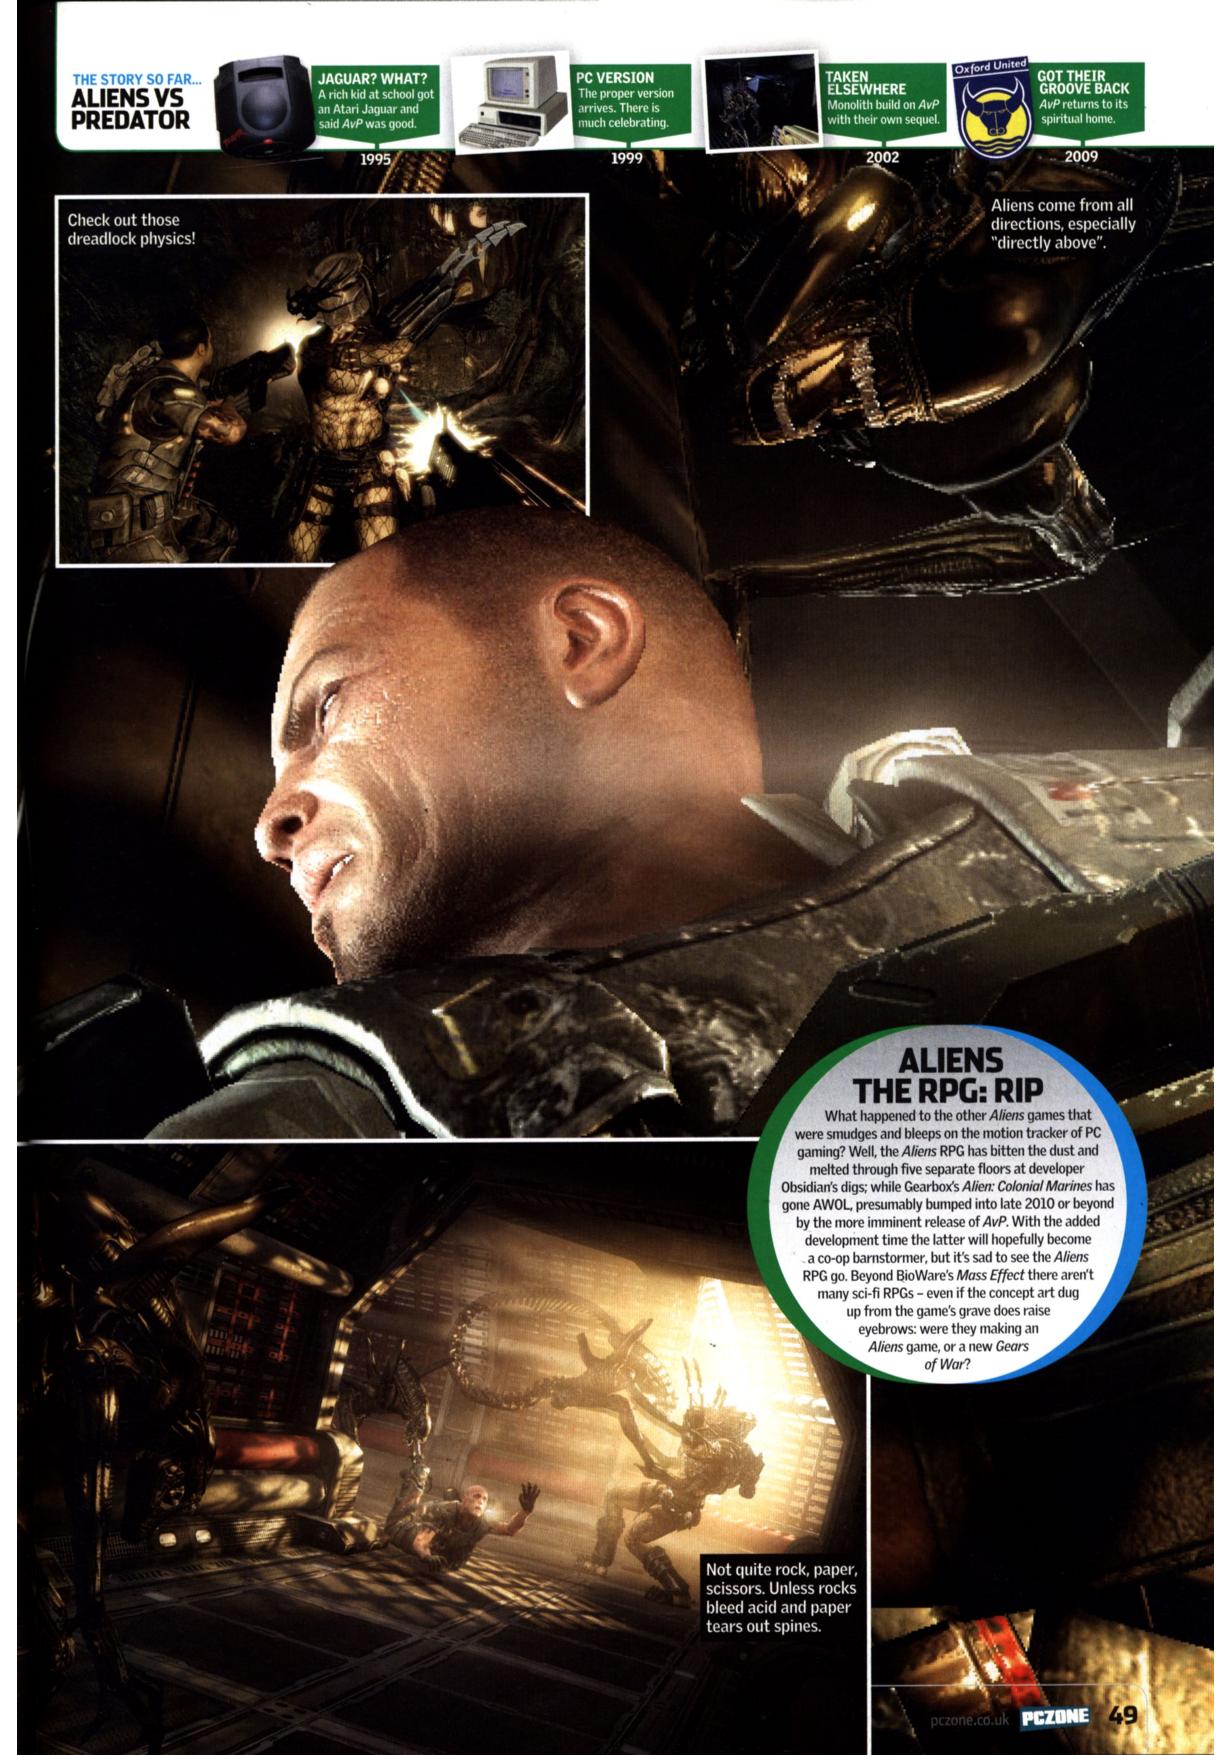 THE STORY SO FAR...
ALIENS VS
PREDATOR
JAGUAR? WHAT?
A rich kid at school got
an Atari Jaguar and
said AvP was good.
1995
PC VERSION
The proper version
arrives. There is
much celebrating.
1999
TAKEN
ELSEWHERE
Monolith build on AvP
with their own sequel.
2002
Oxford United
GOT THEIR
GROOVE BACK
AvP returns to its
spiritual home.
2009
Check out those
dreadlock physics!
Aliens come from all
directions, especially
"directly above".
ALIENS
THE RPG: RIP
What happened to the other Aliens games that
were smudges and bleeps on the motion tracker of PC
gaming? Well, the Aliens RPG has bitten the dust and
melted through five separate floors at developer
Obsidian's digs; while Gearbox's Alien: Colonial Marines has
gone AWOL, presumably bumped into late 2010 or beyond
by the more imminent release of AvP. With the added
development time the latter will hopefully become
a co-op barnstormer, but it's sad to see the Aliens
RPG go. Beyond BioWare's Mass Effect there aren't
many sci-fi RPGs – even if the concept art dug
up from the game's grave does raise
eyebrows: were they making an
Aliens game, or a new Gears
of War?
Not quite rock, paper,
scissors. Unless rocks
bleed acid and paper
tears out spines.
pczone.co.uk PCZONE 49